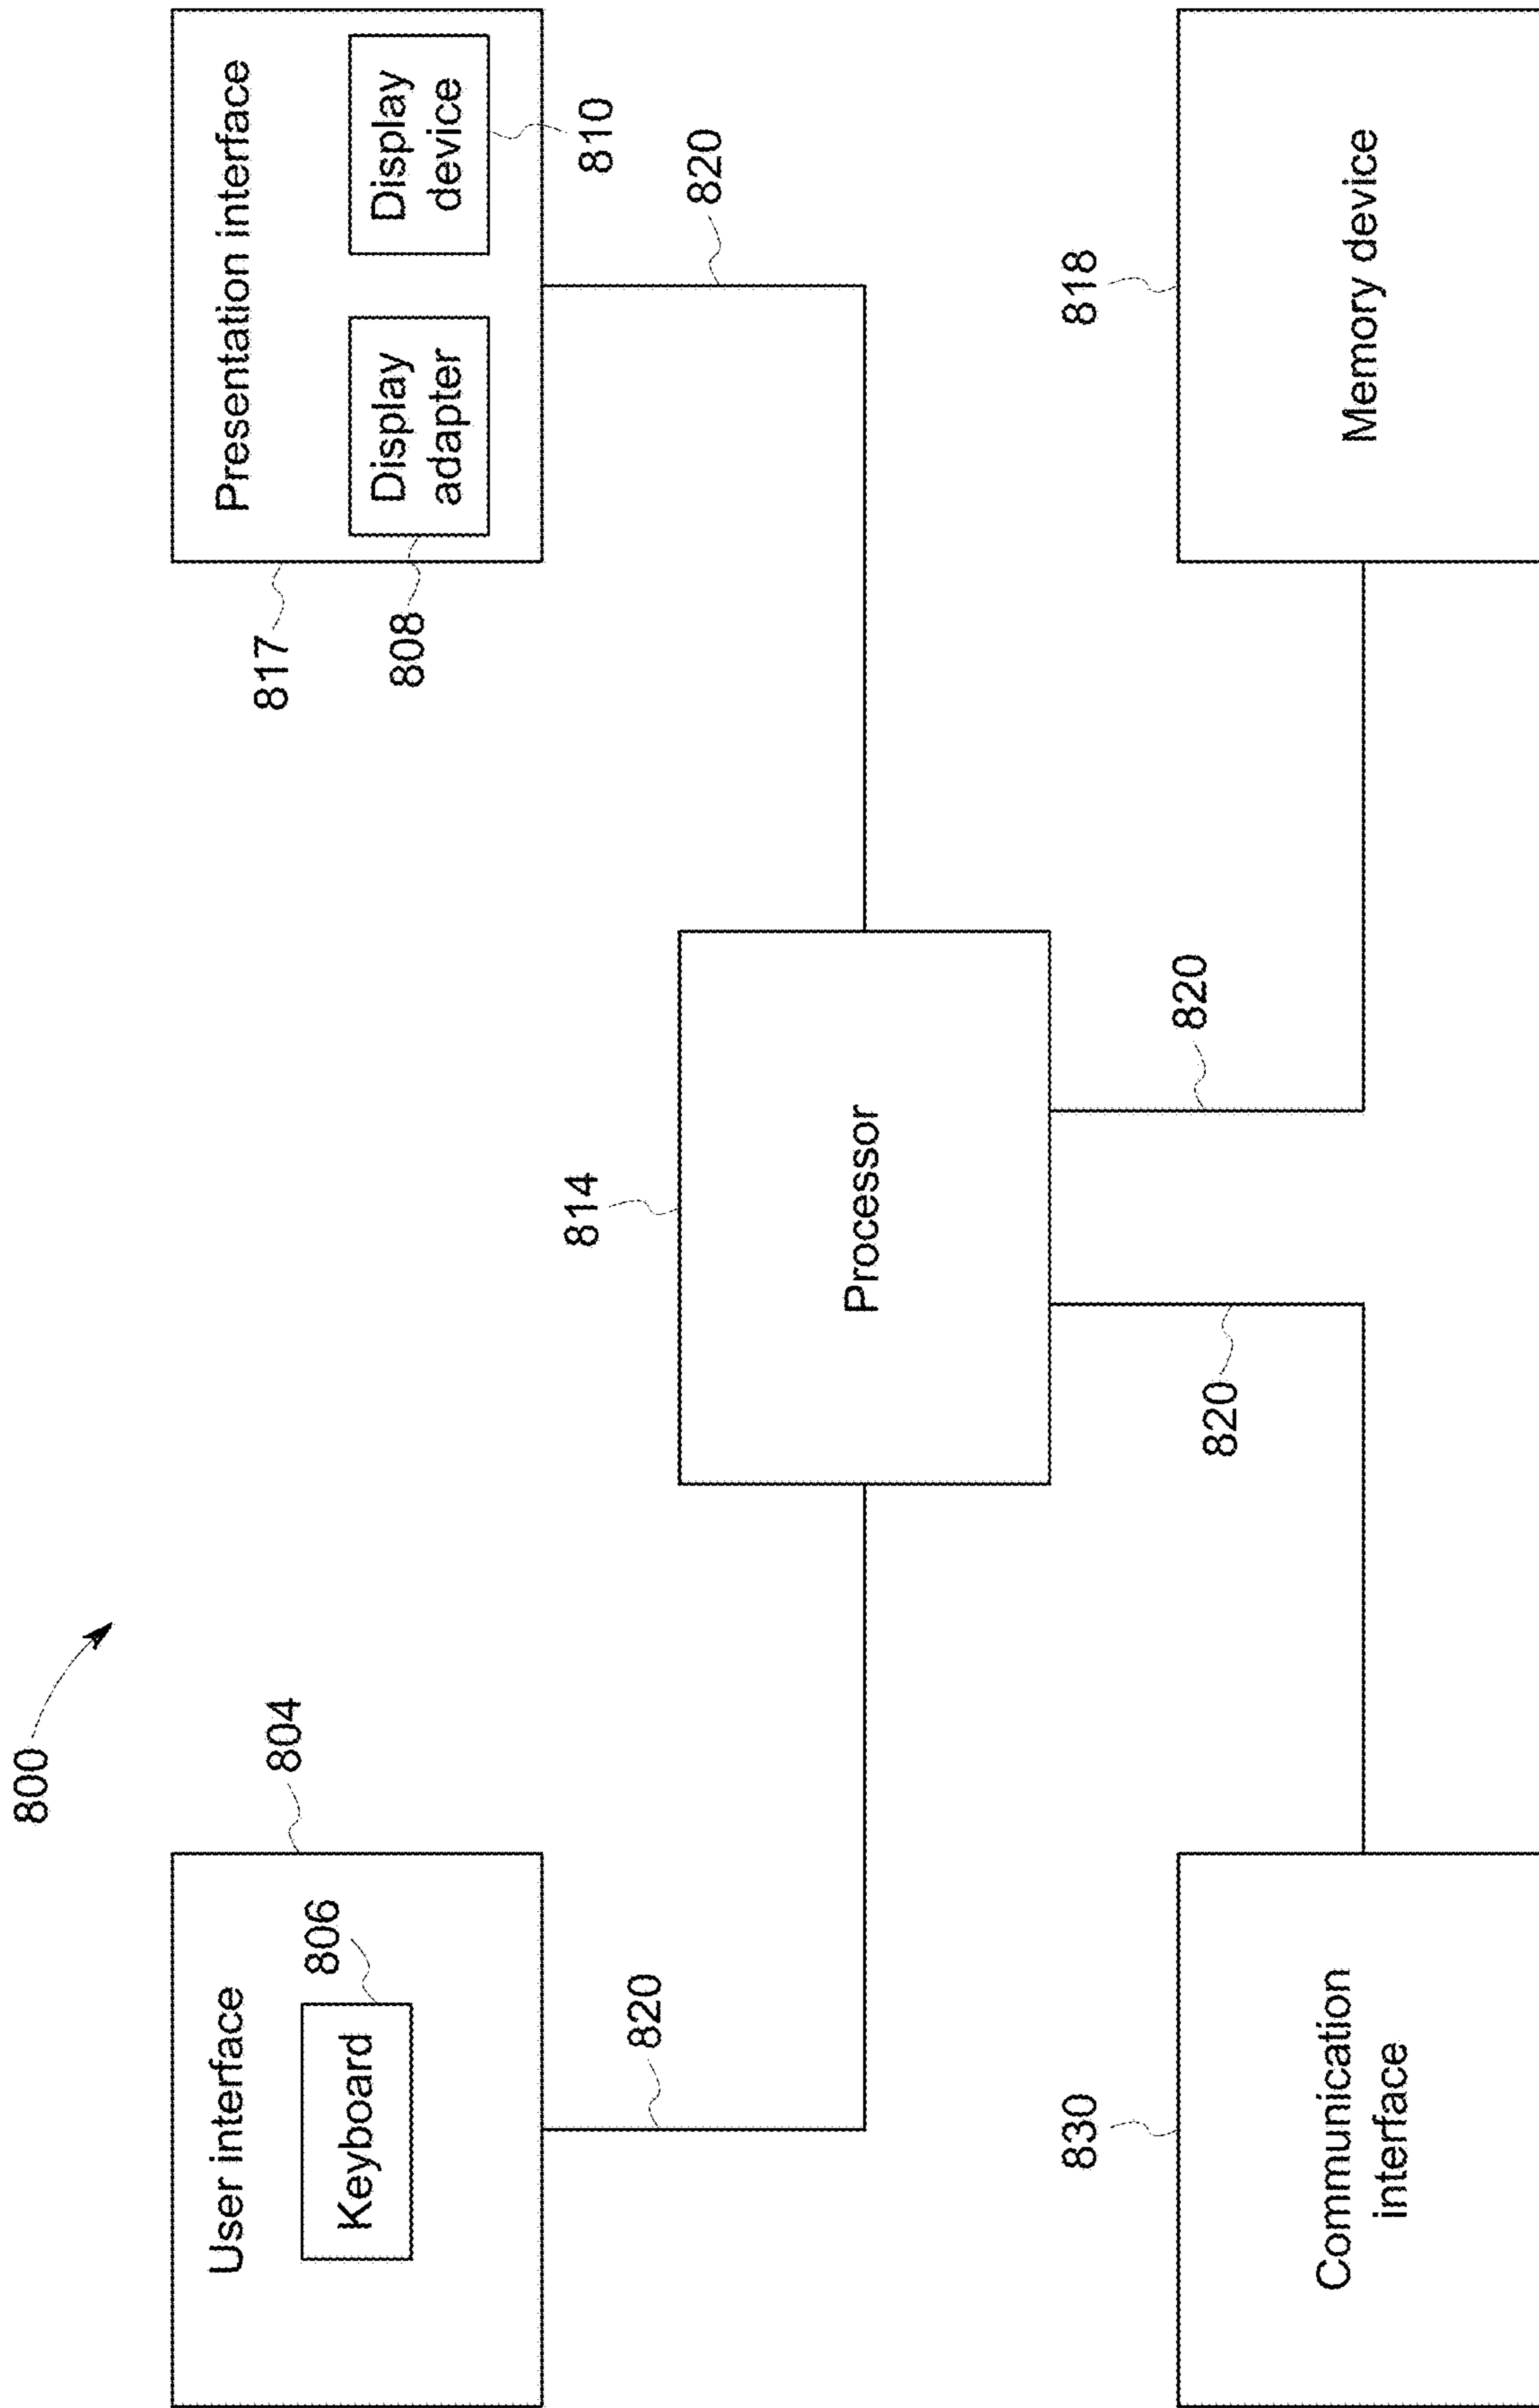 800
User interface
804
Keyboard
806
820
Presentation interface
817
Display
adapter
808
Display
device
810
820
814
Processor
820
820
830
Communication
interface
818
Memory device